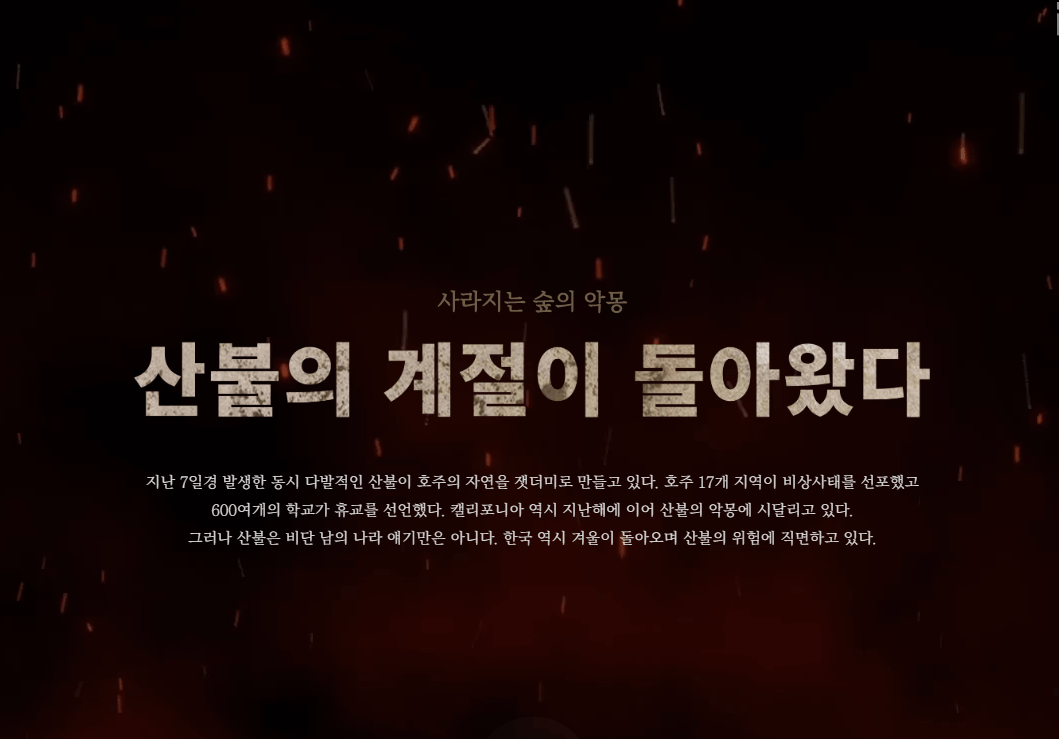 사라지는 숲의 악몽
산불의 계절이 돌아왔다
지난 7일경 발생한 동시 다발적인 산불이 호주의 자연을 잿더미로 만들고 있다. 호주 17개 지역이 비상사태를 선포했고
600여개의 학교가 휴교를 선언했다. 캘리포니아 역시 지난해에 이어 산불의 악몽에 시달리고 있다.
그러나 산불은 비단 남의 나라 얘기만은 아니다. 한국 역시 겨울이 돌아오며 산불의 위험에 직면하고 있다.